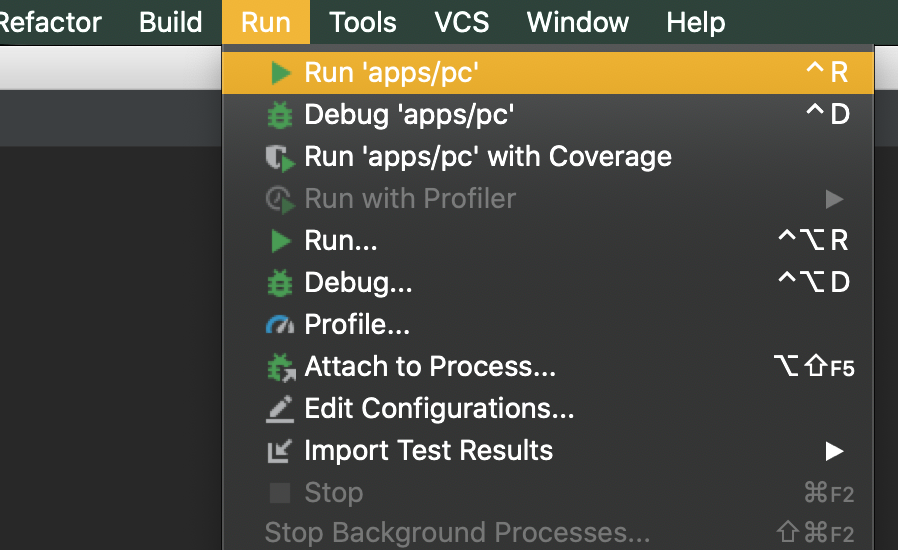 Refactor Build Run Tools VCS Window Help
Run 'apps/pc' ^ R
Debug 'apps/pc' ^ D
Run 'apps/pc' with Coverage
Run with Profiler ▶
Run... ^⌥ R
Debug... ^⌥ D
Profile...
Attach to Process... ⌥⇧F5
Edit Configurations...
Import Test Results ▶
Stop ⌘F2
Stop Background Processes... ⇧⌘F2